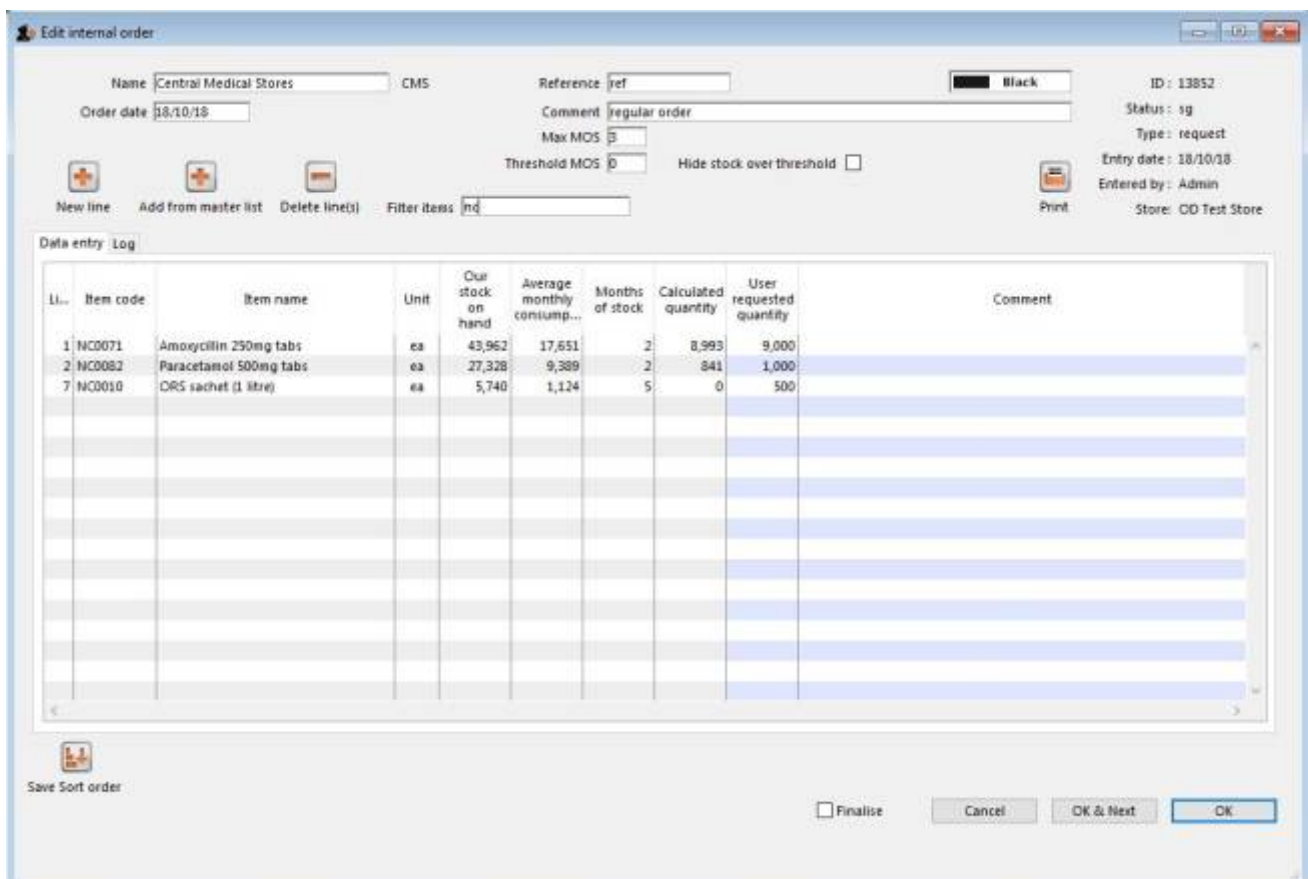 Edit internal order
Name Central Medical Stores CMS Reference ref Black ID : 13852
Order date 18/10/18 Comment regular order Status : sg
Max MOS 3 Type : request
Threshold MOS 0 Hide stock over threshold Entry date : 18/10/18
Entered by : Admin
New line Add from master list Delete line(s) Filter items nc Print Store: OD Test Store
Data entry Log
Li... Item code Item name Unit Our stock on hand Average monthly consump... Months of stock Calculated quantity User requested quantity Comment
1 NC0071 Amoxycillin 250mg tabs ea 43,962 17,651 2 8,993 9,000
2 NC0082 Paracetamol 500mg tabs ea 27,328 9,389 2 841 1,000
7 NC0010 ORS sachet (1 litre) ea 5,740 1,124 5 0 500
Save Sort order
Finalise Cancel OK & Next OK